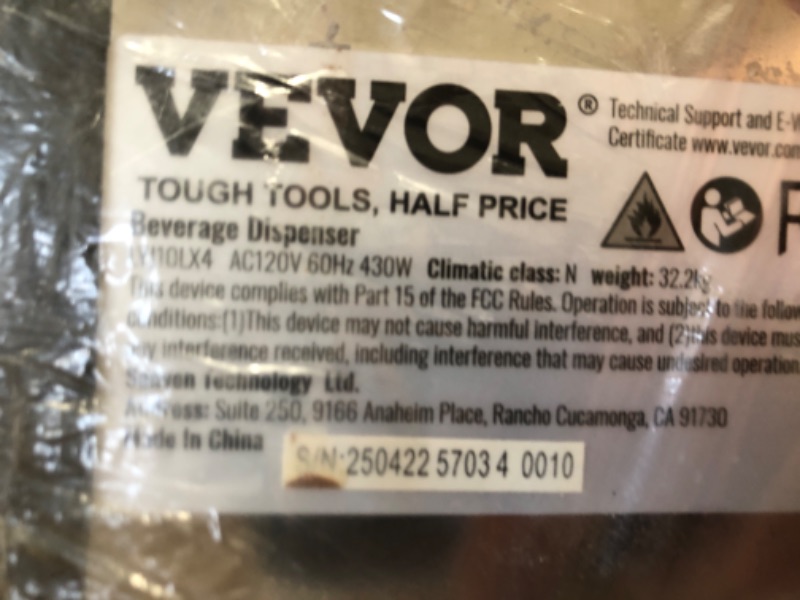 VEVOR®
Technical Support and E-W
Certificate www.vevor.com
TOUGH TOOLS, HALF PRICE
Beverage Dispenser
AC120V 60Hz 430W Climatic class: N weight: 32.2kg
This device complies with Part 15 of the FCC Rules. Operation is subject to the follow
conditions:(1)This device may not cause harmful interference, and (2)this device mus
any interference received, including interference that may cause undesired operation.
Technology Ltd.
Address: Suite 250, 9166 Anaheim Place, Rancho Cucamonga, CA 91730
Made In China
S/N:250422 5703 4 0010